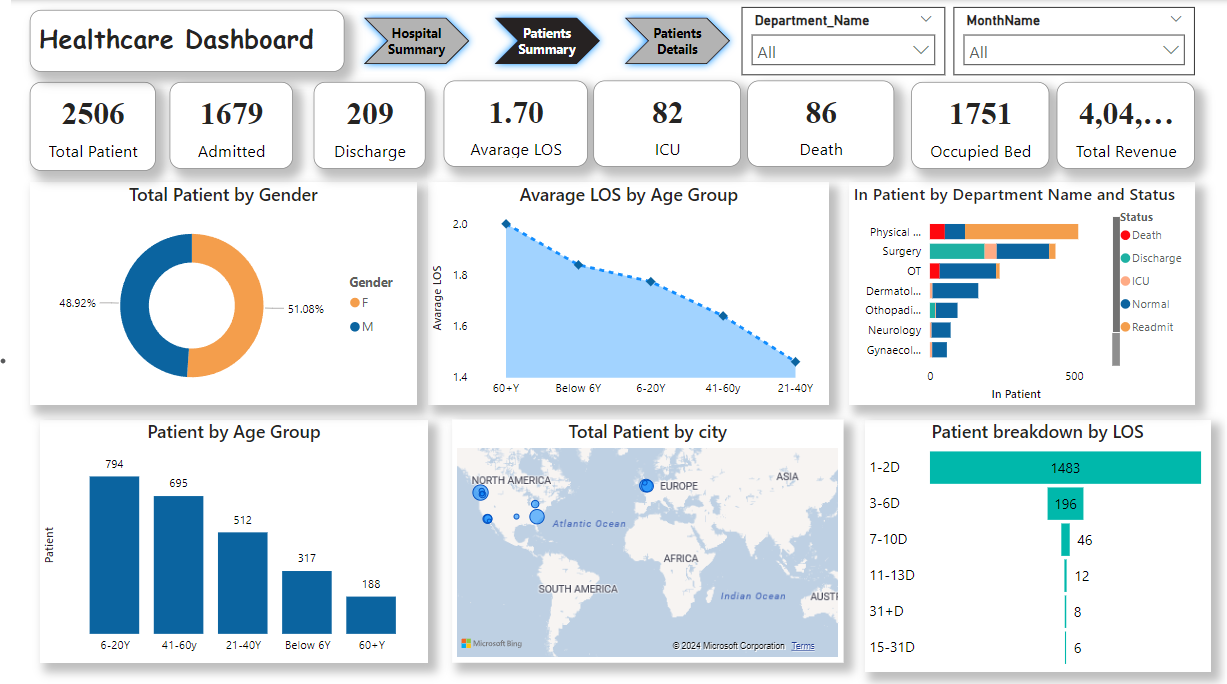 Healthcare Dashboard
Hospital
Summary
Patients
Summary
Patients
Details
Department_Name
All
MonthName
All
2506
Total Patient
1679
Admitted
209
Discharge
1.70
Avarage LOS
82
ICU
86
Death
1751
Occupied Bed
4,04,...
Total Revenue
Total Patient by Gender
48.92%
51.08%
Gender
F
M
Avarage LOS by Age Group
Avarage LOS
2.0
1.8
1.6
1.4
60+Y
Below 6Y
6-20Y
41-60y
21-40Y
In Patient by Department Name and Status
Physical ...
Surgery
OT
Dermatol...
Othopadi...
Neurology
Gynaecol...
0
500
In Patient
Status
Death
Discharge
ICU
Normal
Readmit
Patient by Age Group
Patient
794
695
512
317
188
6-20Y
41-60y
21-40Y
Below 6Y
60+Y
Total Patient by city
NORTH AMERICA
EUROPE
ASIA
Atlantic Ocean
AFRICA
SOUTH AMERICA
Indian Ocean
AUSTR
Microsoft Bing
© 2024 Microsoft Corporation
Terms
Patient breakdown by LOS
1-2D
1483
3-6D
196
7-10D
46
11-13D
12
31+D
8
15-31D
6